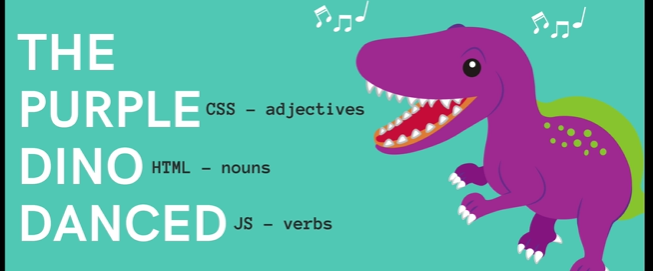 THE
PURPLE CSS – adjectives
DINO HTML – nouns
DANCED JS – verbs